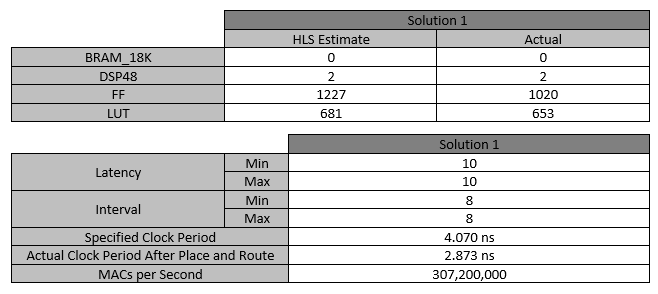 Solution 1
HLS Estimate Actual
BRAM_18K 0 0
DSP48 2 2
FF 1227 1020
LUT 681 653
Solution 1
Latency Min 10
Max 10
Interval Min 8
Max 8
Specified Clock Period 4.070 ns
Actual Clock Period After Place and Route 2.873 ns
MACs per Second 307,200,000